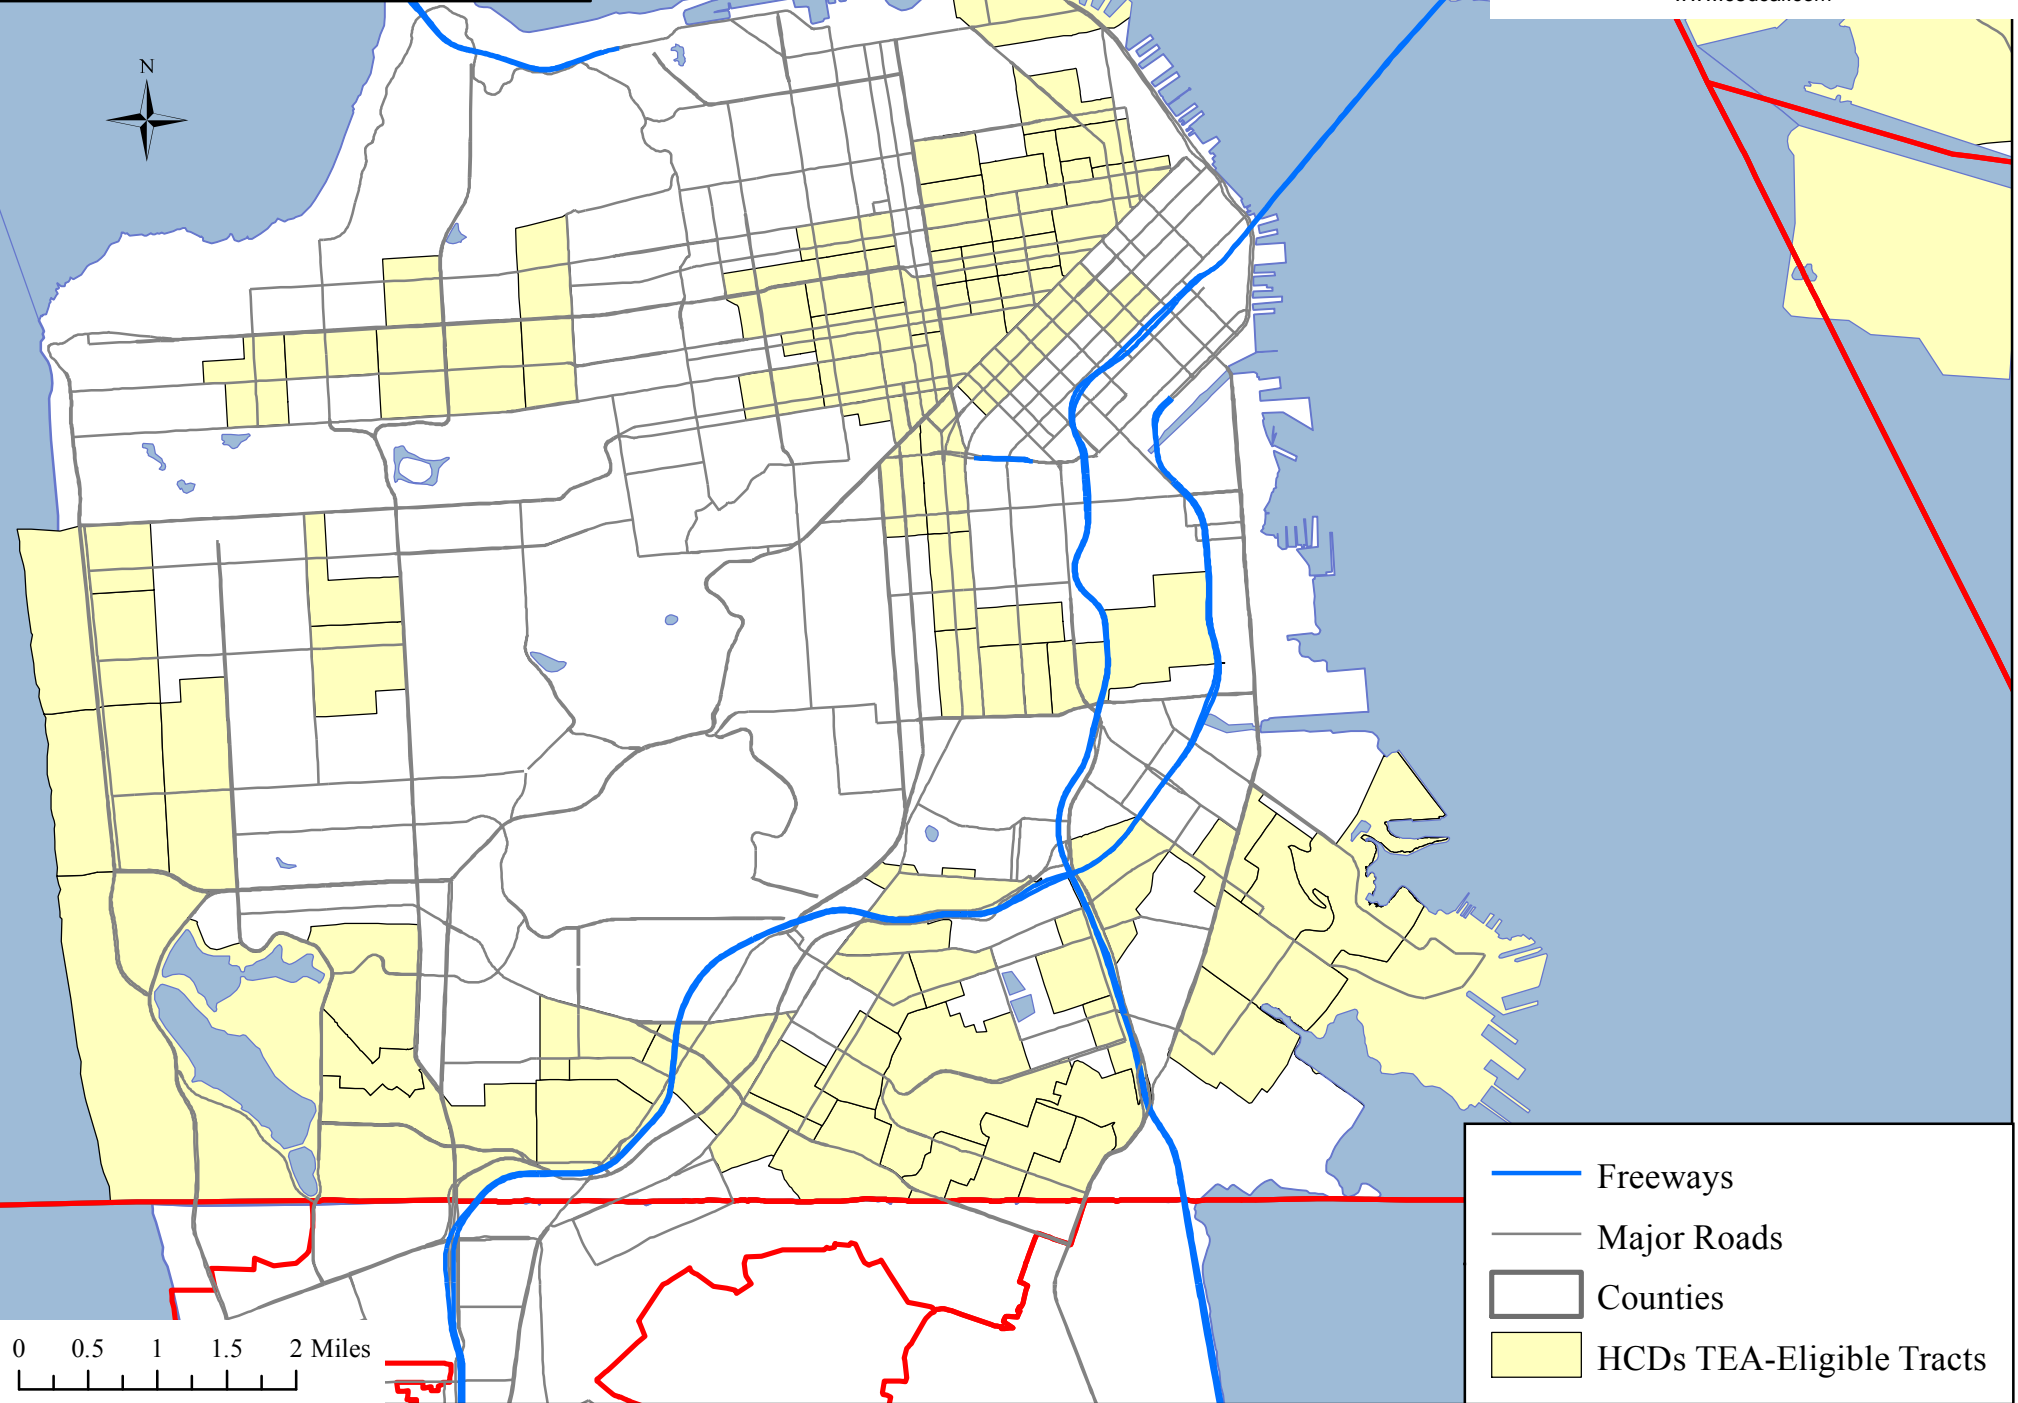 N
Freeways
Major Roads
Counties
HCDs TEA-Eligible Tracts
0 0.5 1 1.5 2 Miles